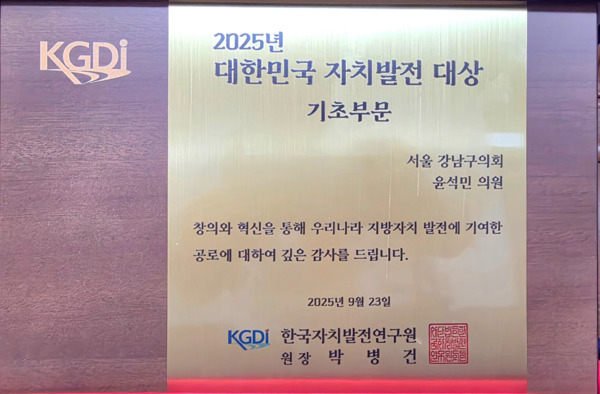 KGDi
2025년
대한민국 자치발전 대상
기초부문
서울 강남구의회
윤석민 의원
창의와 혁신을 통해 우리나라 지방자치 발전에 기여한
공로에 대하여 깊은 감사를 드립니다.
2025년 9월 23일
KGDi 한국자치발전연구원
원장 박병건